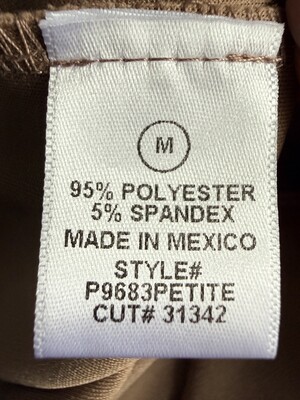 M
95% POLYESTER
5% SPANDEX
MADE IN MEXICO
STYLE#
P9683PETITE
CUT# 31342